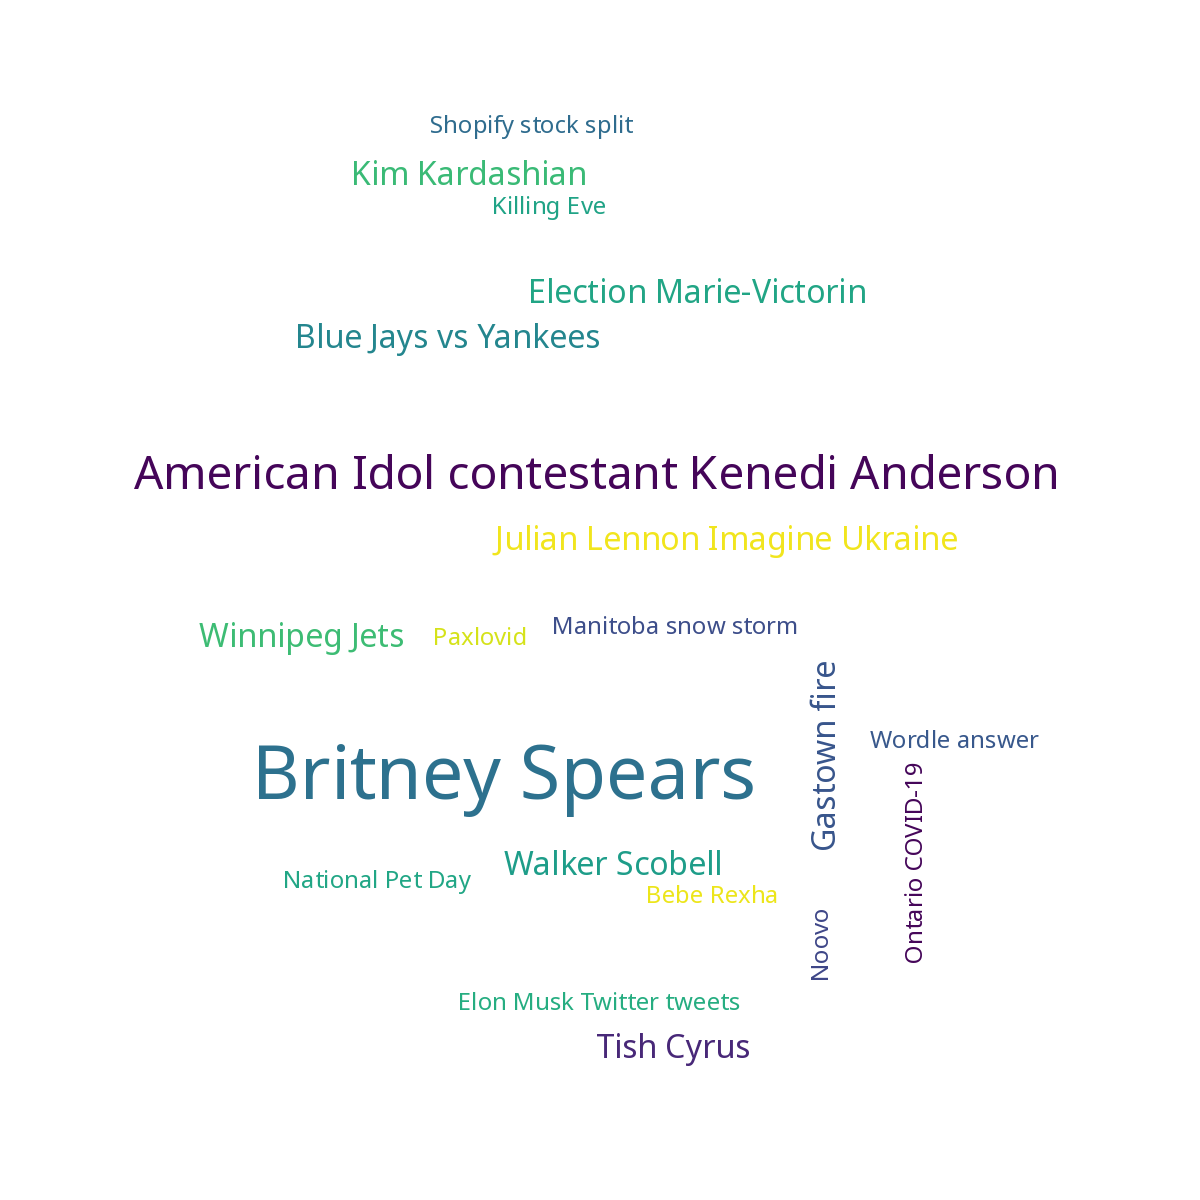 Shopify stock split
Kim Kardashian
Killing Eve
Election Marie-Victorin
Blue Jays vs Yankees
American Idol contestant Kenedi Anderson
Julian Lennon Imagine Ukraine
Winnipeg Jets
Paxlovid
Manitoba snow storm
Gastown fire
Wordle answer
Britney Spears
Ontario COVID-19
Walker Scobell
National Pet Day
Bebe Rexha
Noovo
Elon Musk Twitter tweets
Tish Cyrus